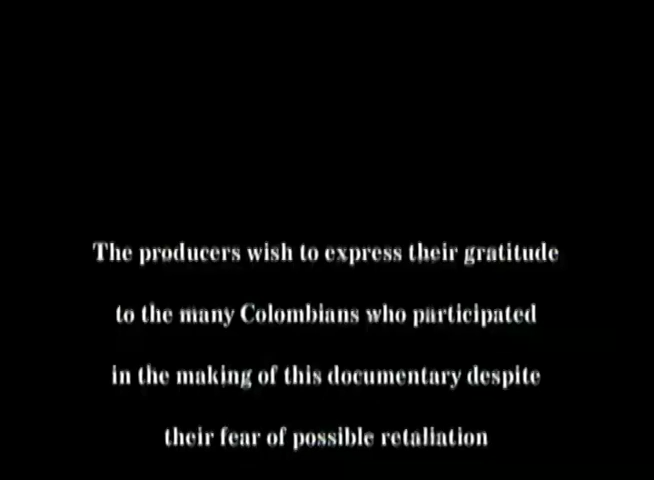 The producers wish to express their gratitude
to the many Colombians who participated
in the making of this documentary despite
their fear of possible retaliation